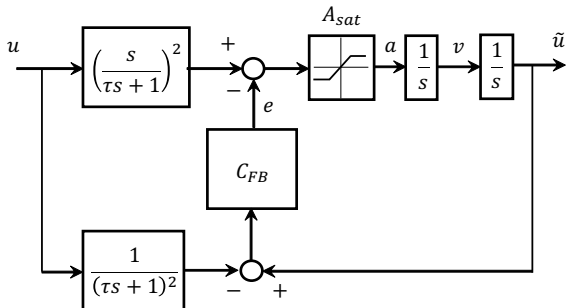 A_sat
u
(s / (τs + 1))^2
+
−
a
1/s
v
1/s
ũ
e
C_FB
1 / (τs + 1)^2
−
+